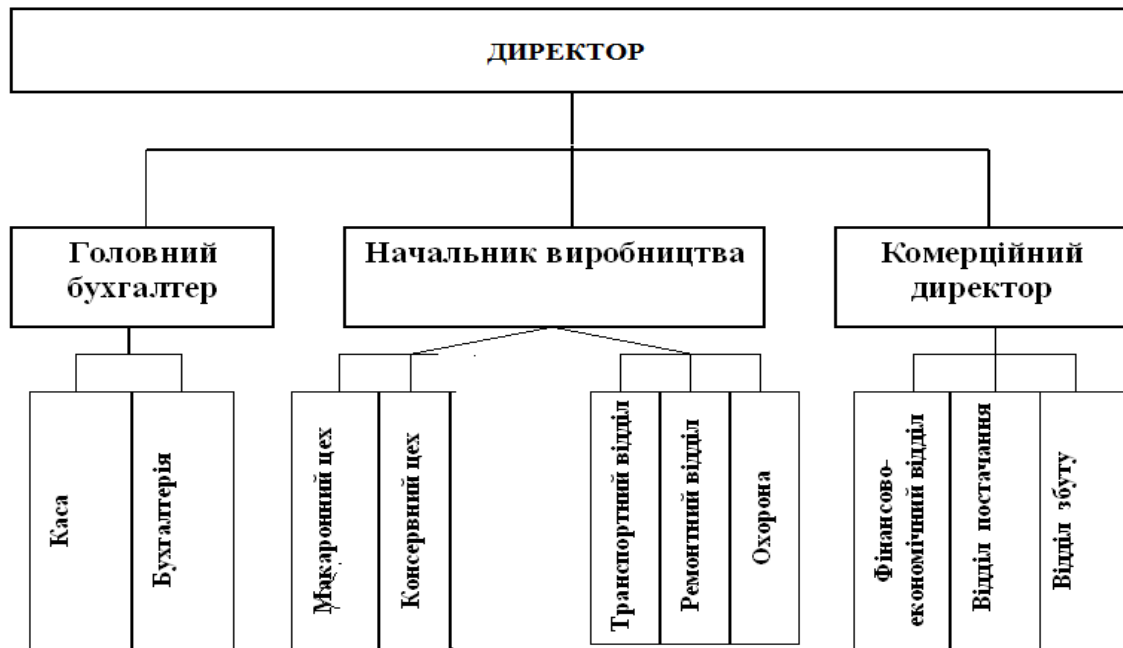 ДИРЕКТОР
Головний
бухгалтер
Начальник виробництва
Комерційний
директор
Каса
Бухгалтерія
Макаронний цех
Консервний цех
Транспортний відділ
Ремонтний відділ
Охорона
Фінансово-
економічний відділ
Відділ постачання
Відділ збуту